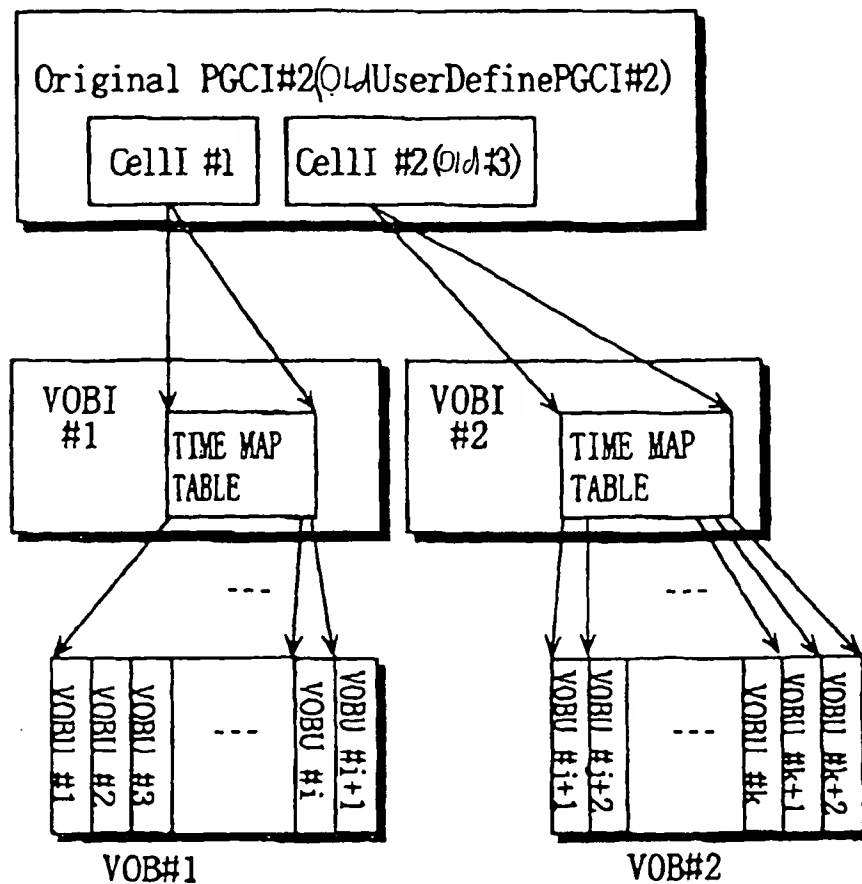 Original PGCI#2(OldUserDefinePGCI#2)
CellI #1
CellI #2(Old#3)
VOBI
#1
TIME MAP
TABLE
VOBI
#2
TIME MAP
TABLE
---
---
VOBU #1
VOBU #2
VOBU #3
---
VOBU #i
VOBU #i+1
VOBU #j+1
VOBU #j+2
---
VOBU #k
VOBU #k+1
VOBU #k+2
VOB#1
VOB#2